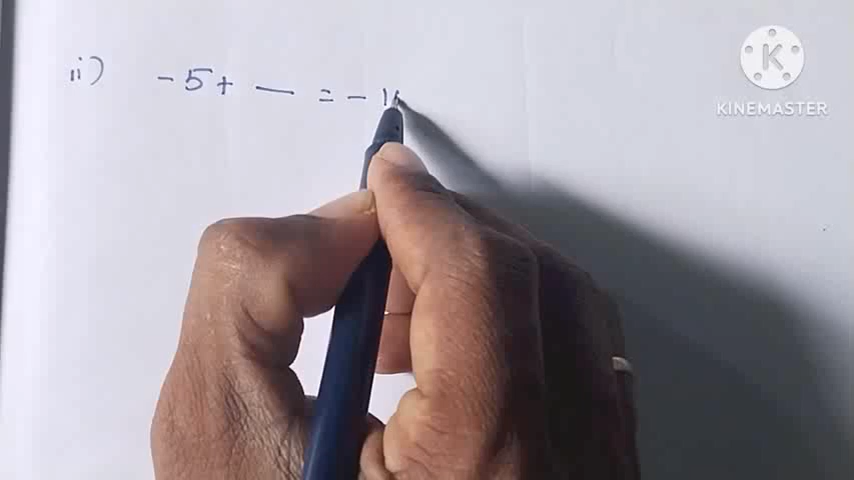 ii) -5+ — = - 1
KINEMASTER